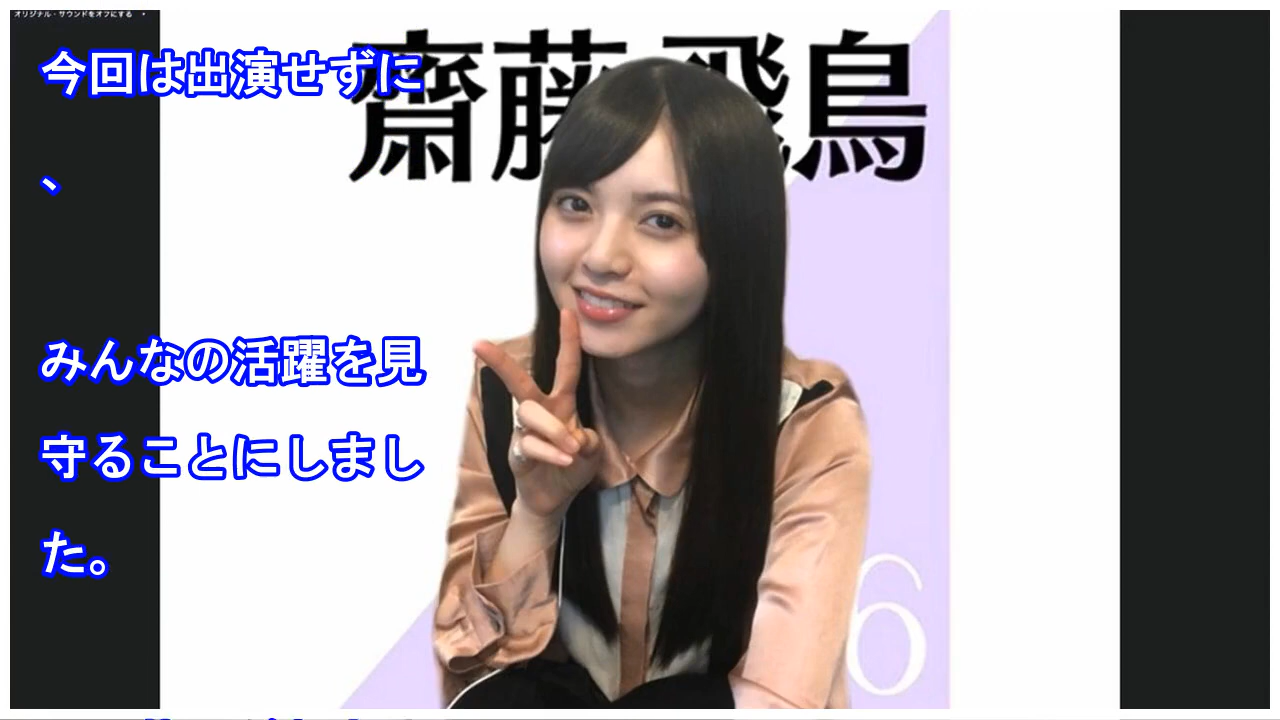 オリジナル・サウンドをオフにする
齋藤 飛鳥
今回は出演せずに
、
みんなの活躍を見
守ることにしまし
た。
6